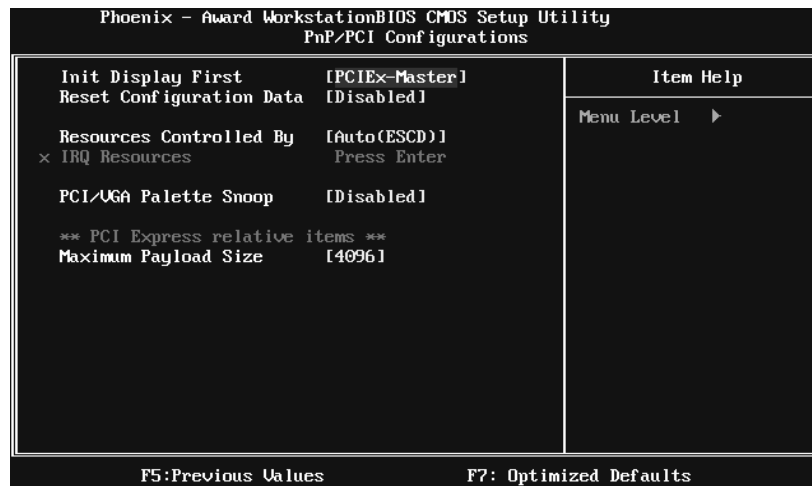 Phoenix - Award WorkstationBIOS CMOS Setup Utility
PnP/PCI Configurations
Init Display First [PCIEx-Master]
Reset Configuration Data [Disabled]
Resources Controlled By [Auto(ESCD)]
x IRQ Resources Press Enter
PCI/VGA Palette Snoop [Disabled]
** PCI Express relative items **
Maximum Payload Size [4096]
Item Help
Menu Level ▶
F5:Previous Values F7: Optimized Defaults